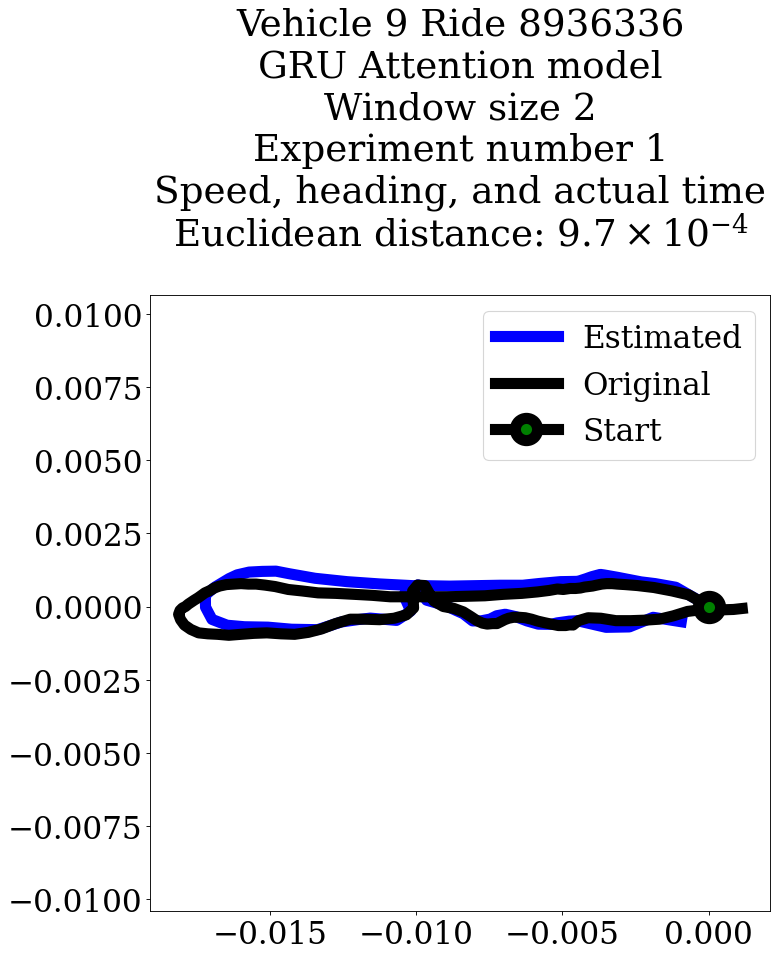 Vehicle 9 Ride 8936336
GRU Attention model
Window size 2
Experiment number 1
Speed, heading, and actual time
Euclidean distance: 9.7 × 10⁻⁴
Estimated
Original
Start
0.0100
0.0075
0.0050
0.0025
0.0000
−0.0025
−0.0050
−0.0075
−0.0100
−0.015 −0.010 −0.005 0.000